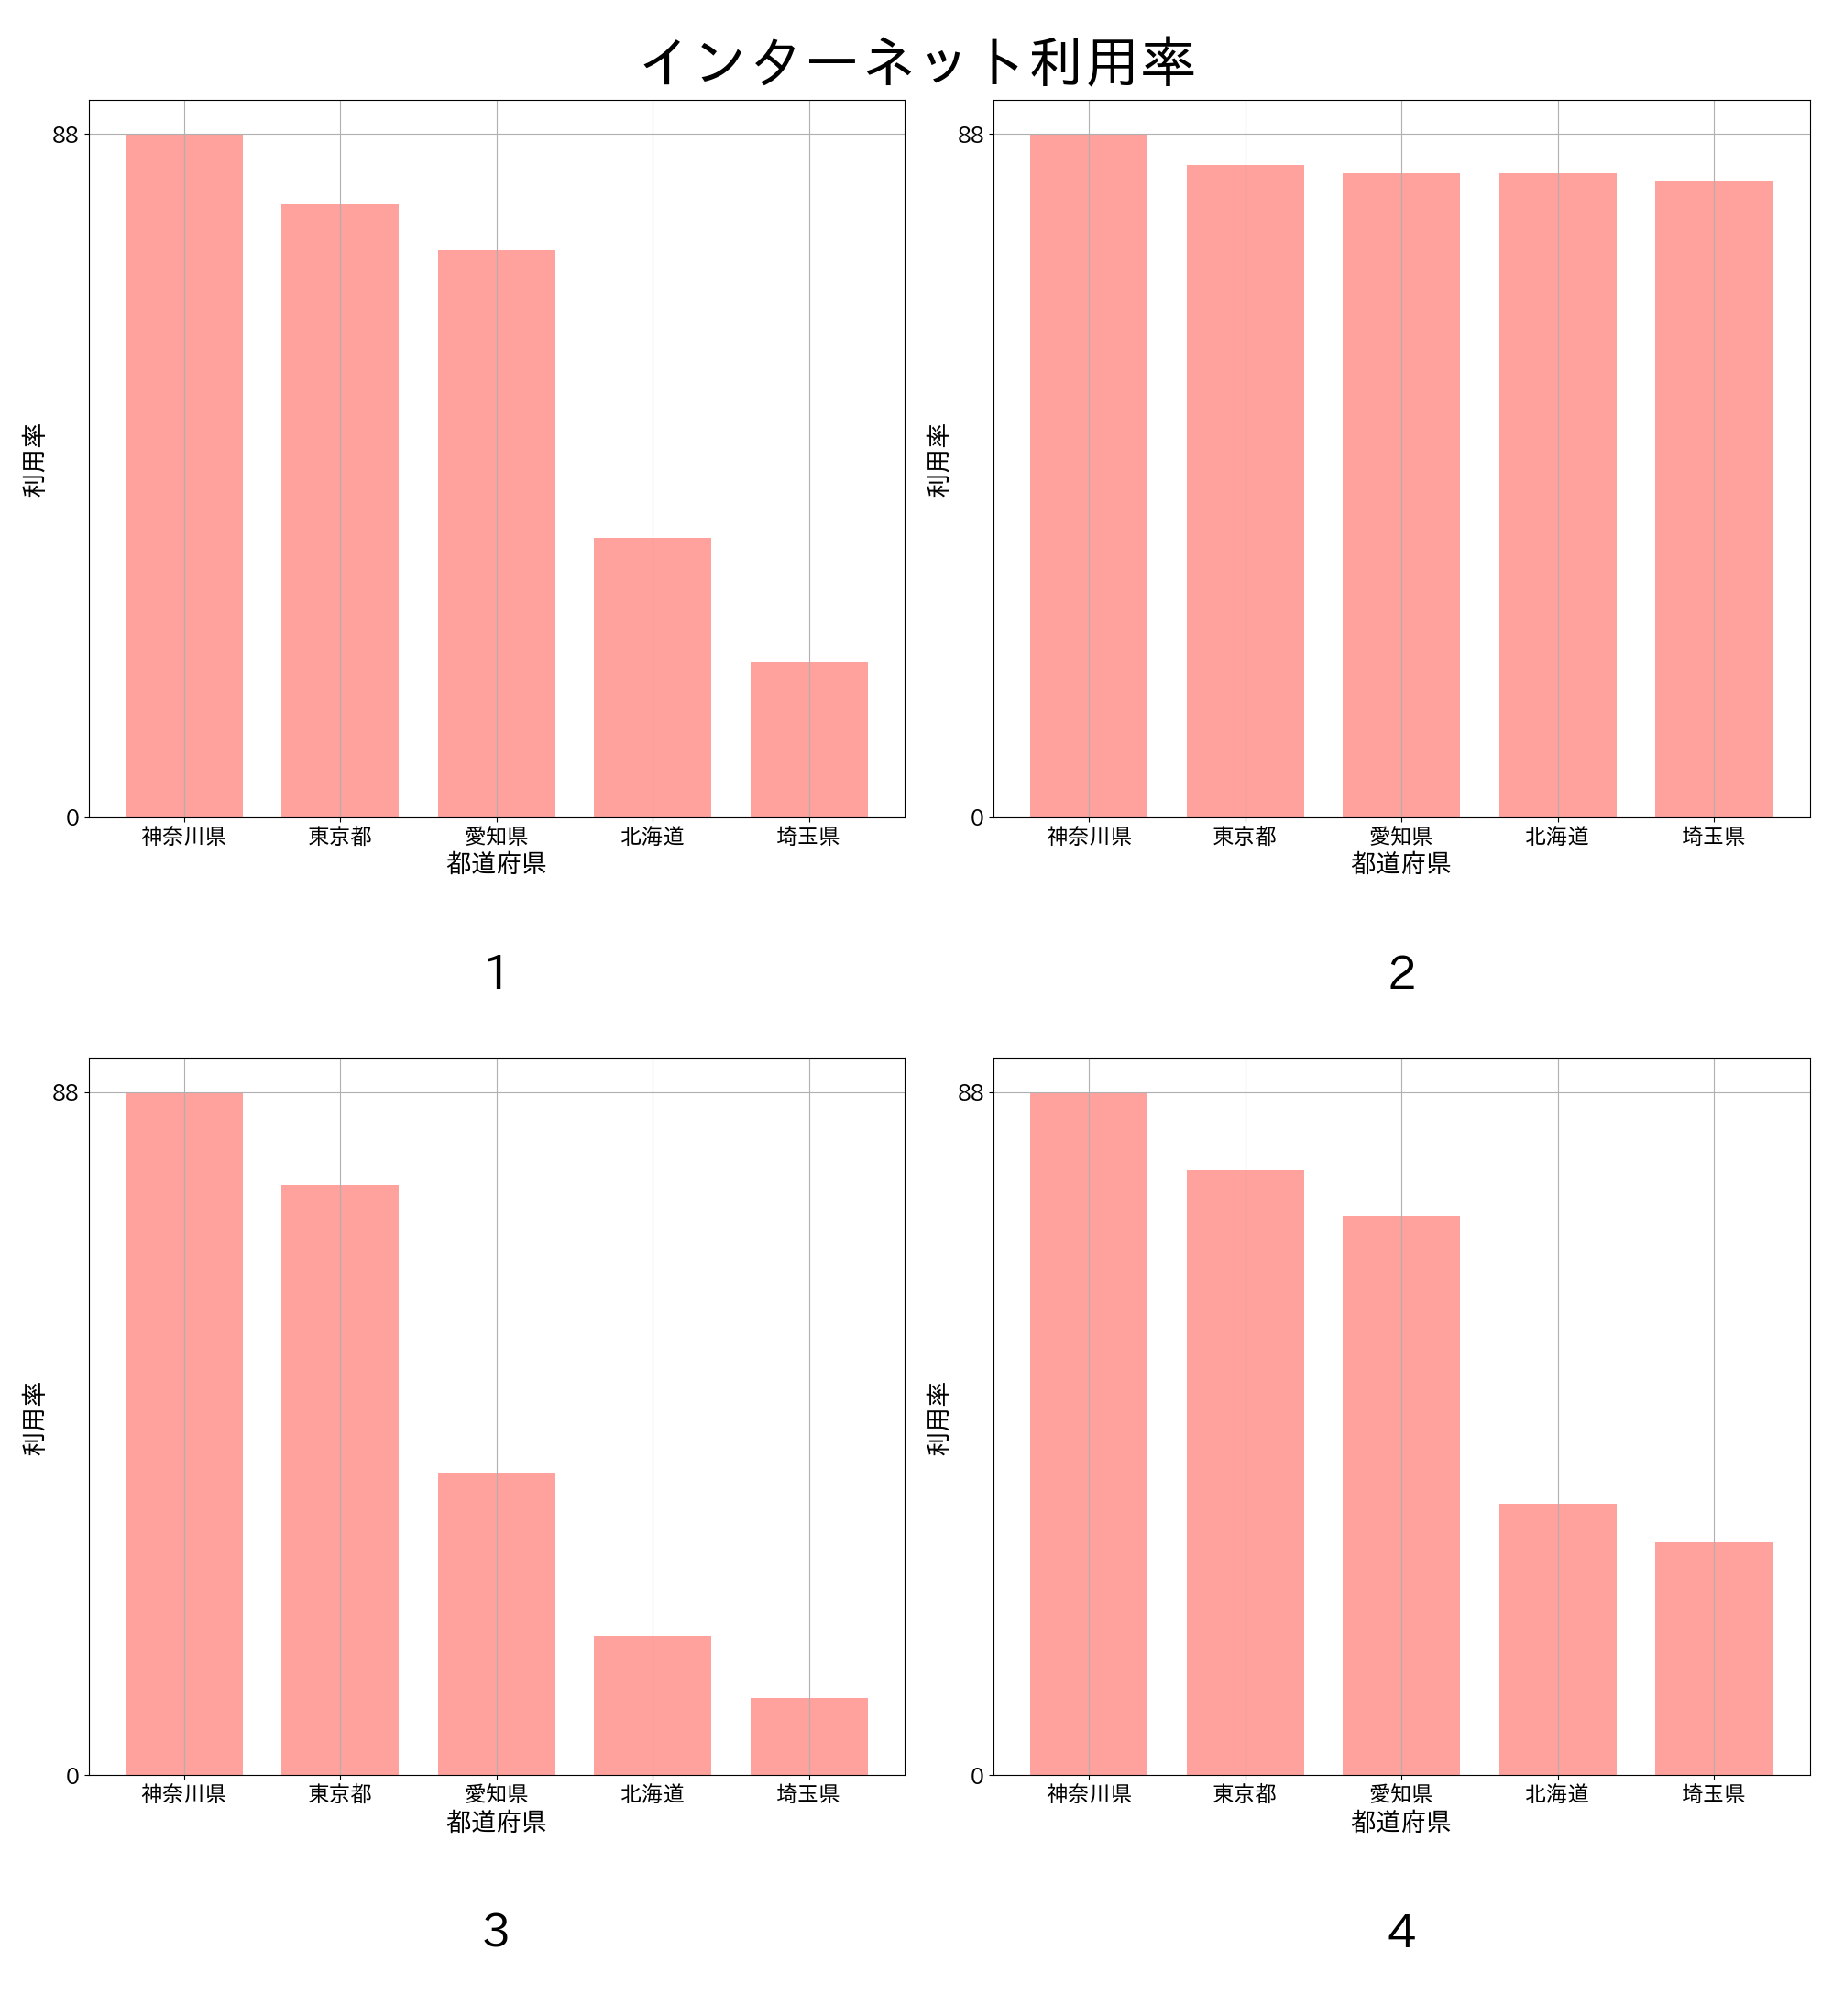 インターネット利用率
88
0
利用率
神奈川県 東京都 愛知県 北海道 埼玉県
都道府県
1
88
0
利用率
神奈川県 東京都 愛知県 北海道 埼玉県
都道府県
2
88
0
利用率
神奈川県 東京都 愛知県 北海道 埼玉県
都道府県
3
88
0
利用率
神奈川県 東京都 愛知県 北海道 埼玉県
都道府県
4